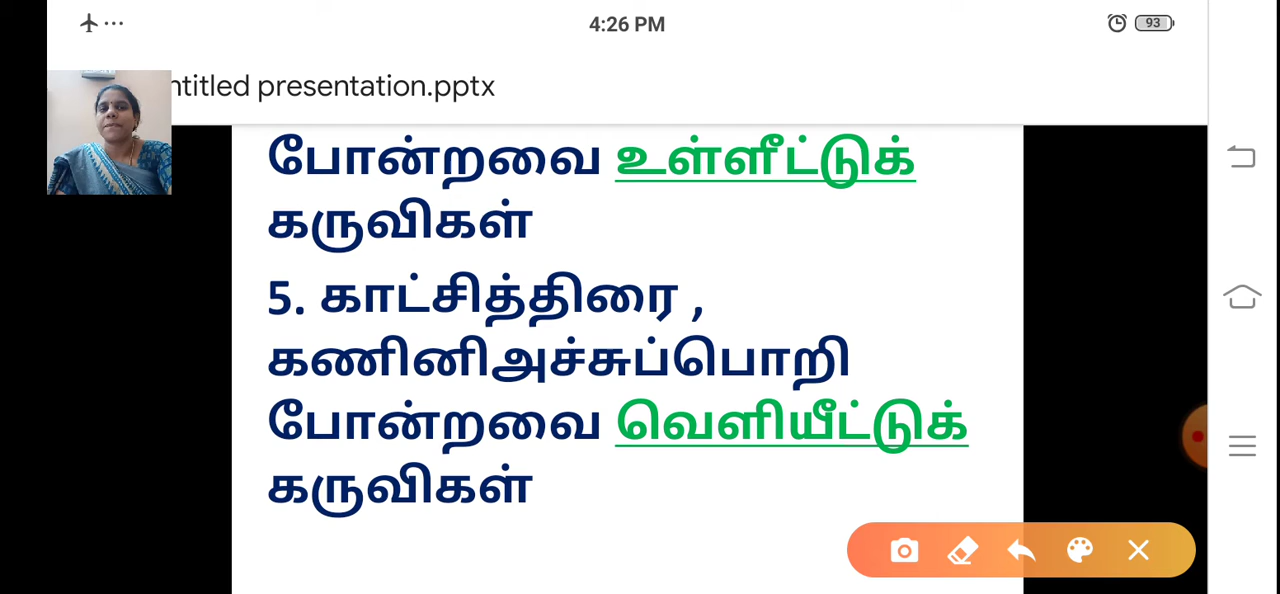 4:26 PM
93
ntitled presentation.pptx
போன்றவை உள்ளீட்டுக்
கருவிகள்
5. காட்சித்திரை ,
கணினிஅச்சுப்பொறி
போன்றவை வெளியீட்டுக்
கருவிகள்